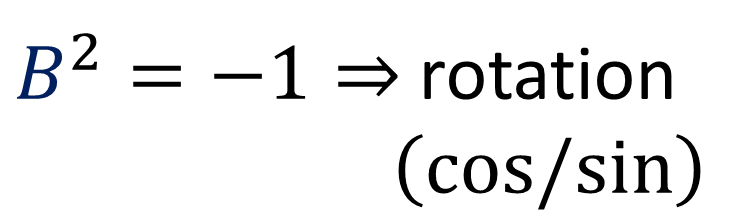 B² = −1 ⇒ rotation
(cos/sin)